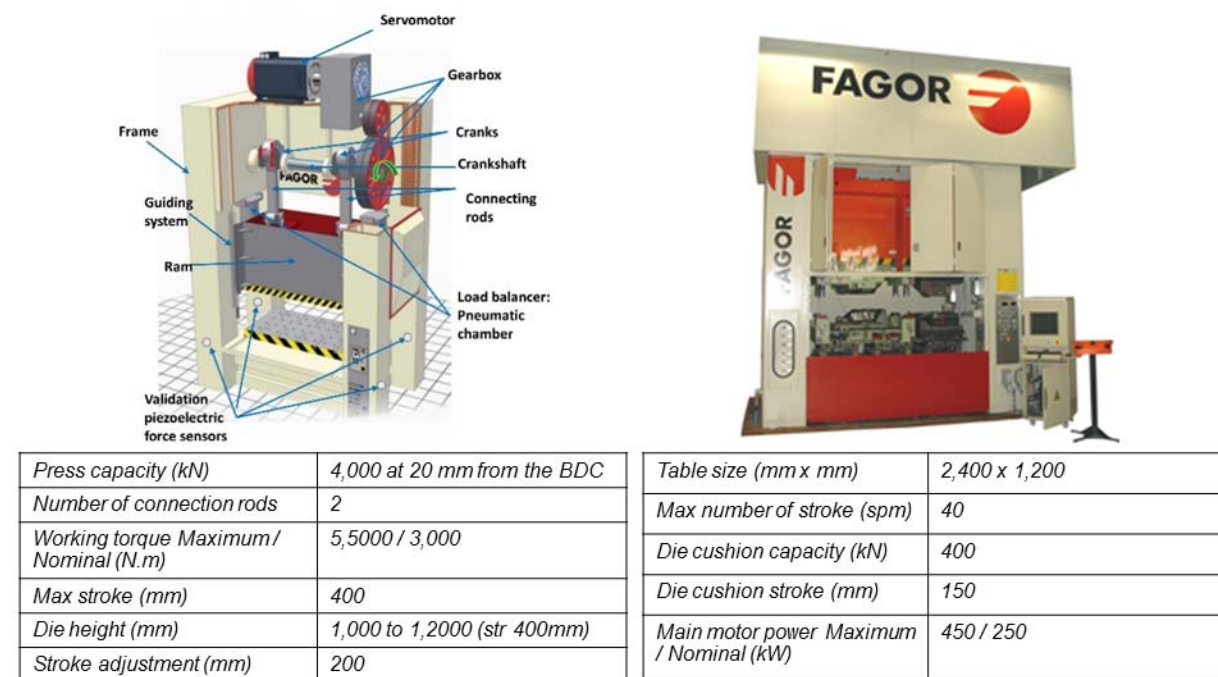 Servomotor
Gearbox
Frame
Cranks
Crankshaft
FAGOR
Guiding
system
Connecting
rods
Ram
Load balancer:
Pneumatic
chamber
Validation
piezoelectric
force sensors
FAGOR
FAGOR
Press capacity (kN) 4,000 at 20 mm from the BDC
Number of connection rods 2
Working torque Maximum / 5,5000 / 3,000
Nominal (N.m)
Max stroke (mm) 400
Die height (mm) 1,000 to 1,2000 (str 400mm)
Stroke adjustment (mm) 200
Table size (mm x mm) 2,400 x 1,200
Max number of stroke (spm) 40
Die cushion capacity (kN) 400
Die cushion stroke (mm) 150
Main motor power Maximum 450 / 250
/ Nominal (kW)